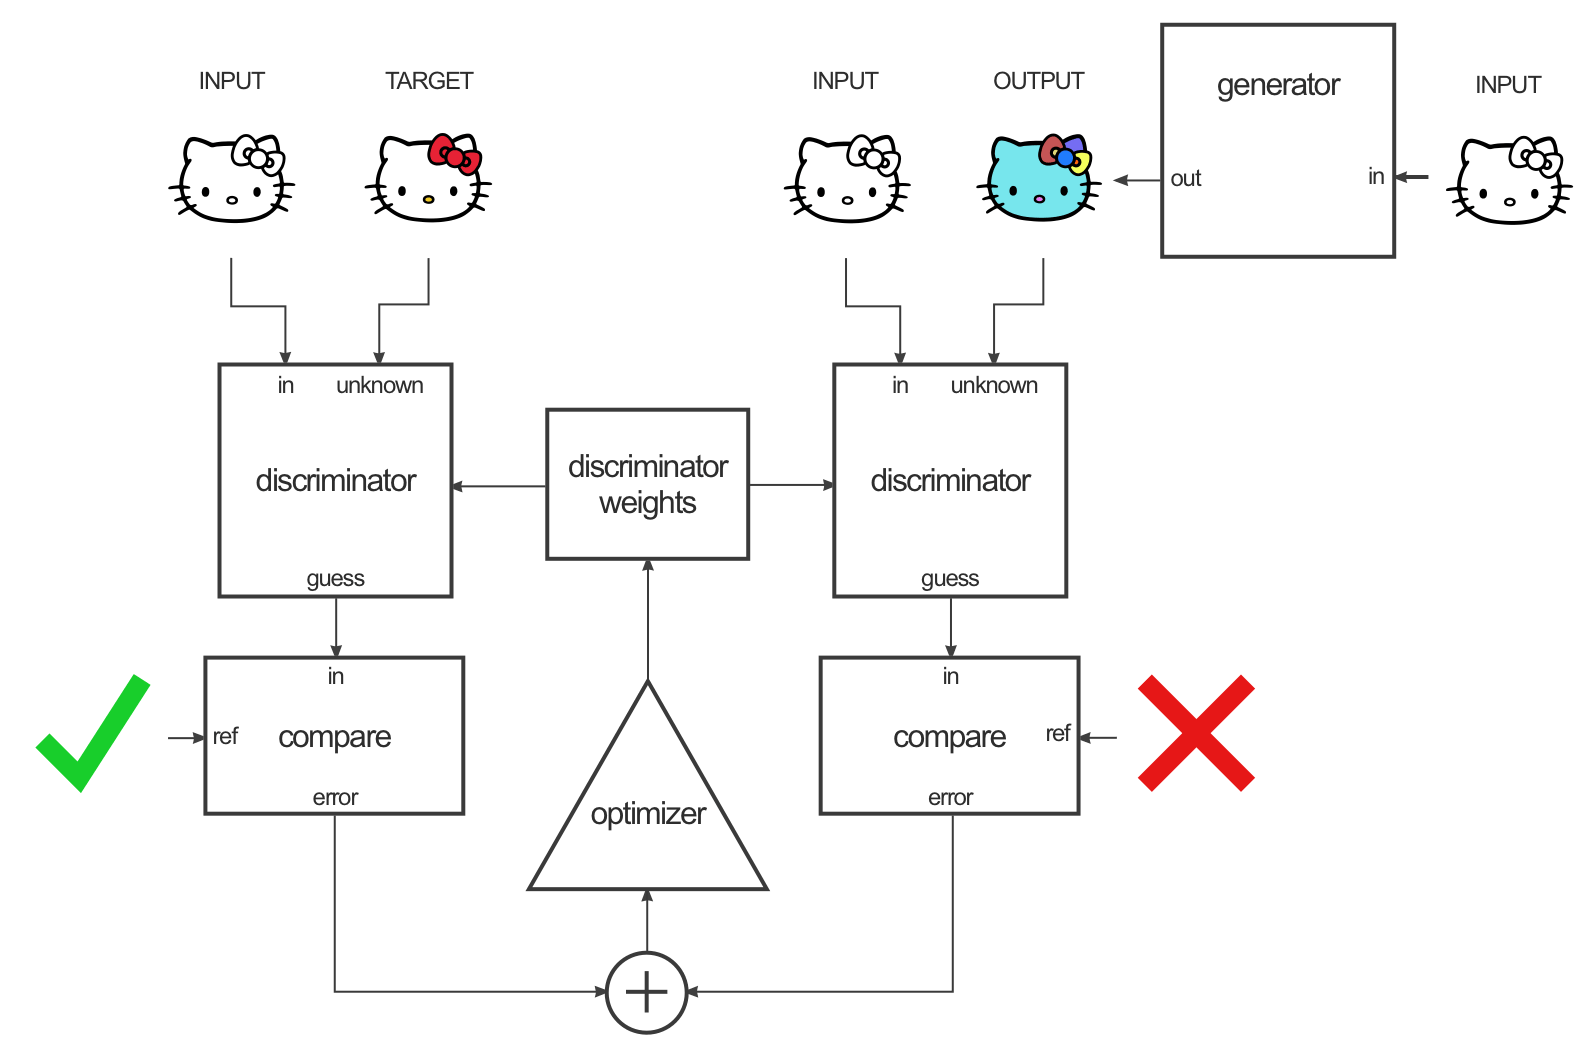 INPUT
TARGET
INPUT
OUTPUT
generator
INPUT
out
in
in
unknown
discriminator
guess
discriminator
weights
in
unknown
discriminator
guess
in
ref
compare
error
optimizer
in
compare
ref
error